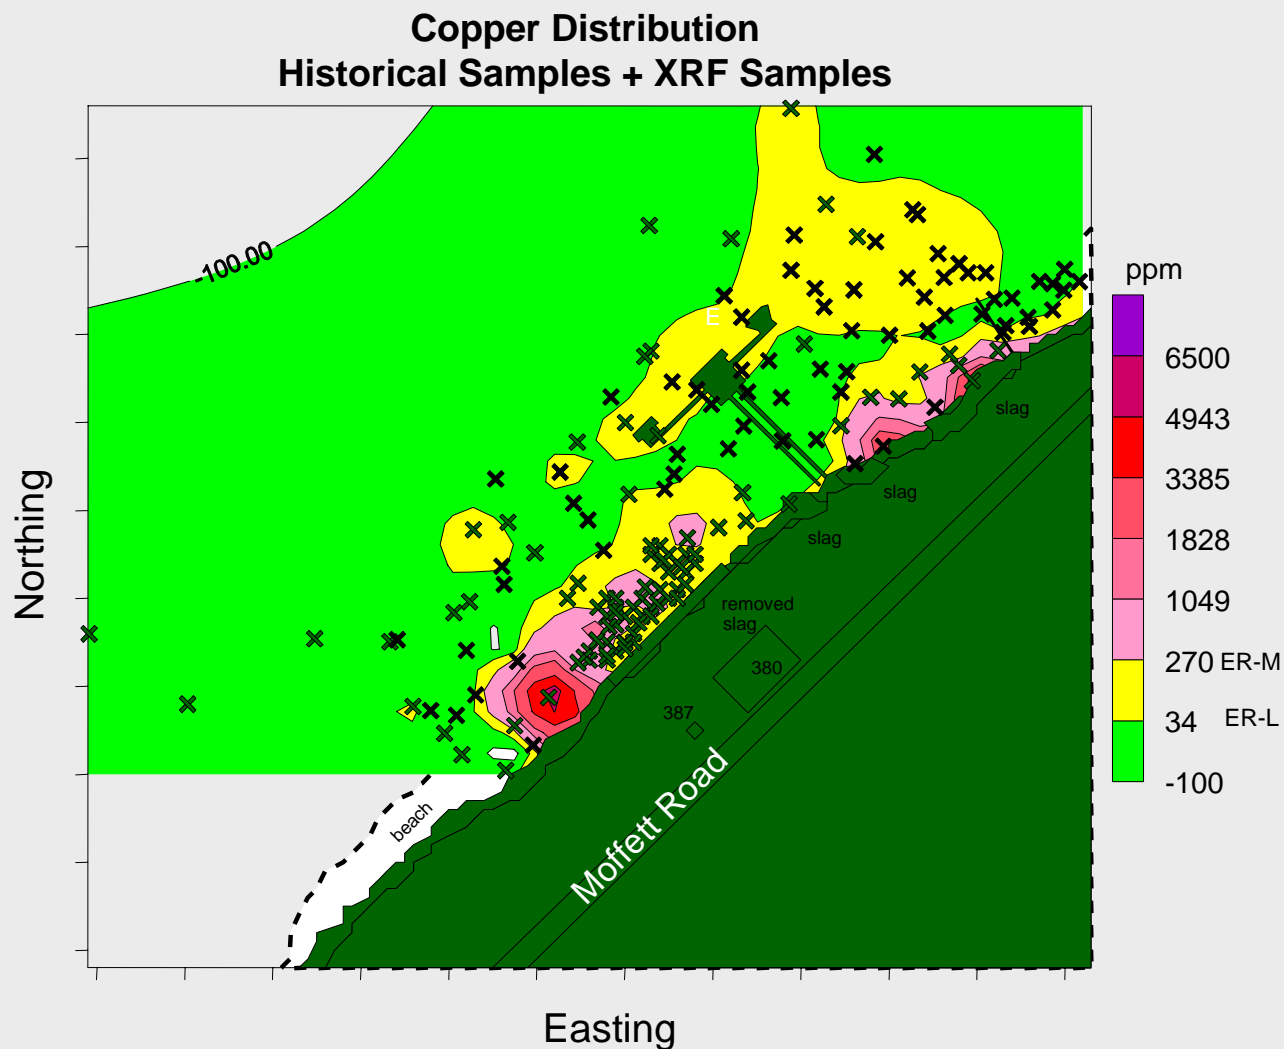 Copper Distribution
Historical Samples + XRF Samples
-100.00
ppm
E
6500
4943
slag
3385
slag
1828
slag
1049
removed
slag
270 ER-M
380
387
34 ER-L
-100
Moffett Road
beach
Northing
Easting